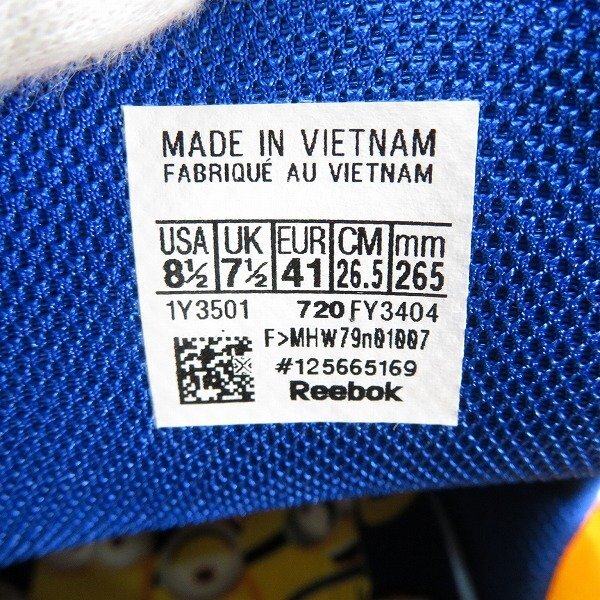 MADE IN VIETNAM
FABRIQUÉ AU VIETNAM
USA UK EUR CM mm
8½ 7½ 41 26.5 265
1Y3501 720 FY3404
F>MHW79n01007
#125665169
Reebok